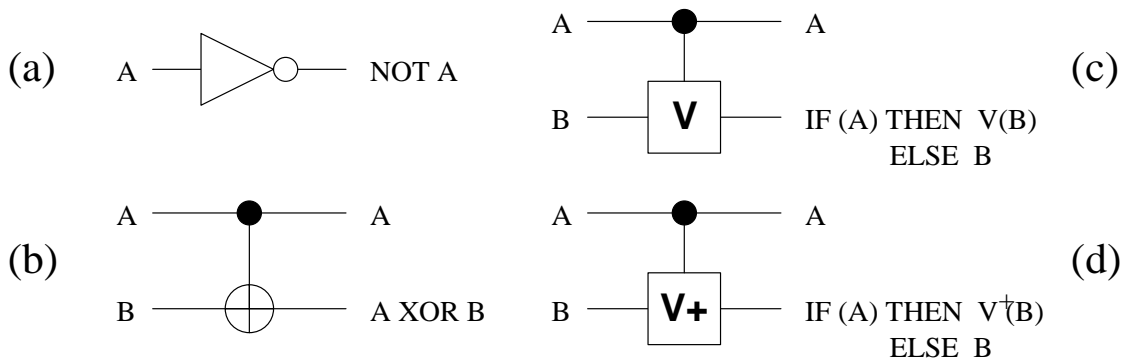 (a)
A
NOT A
(b)
A
A
B
A XOR B
A
A
(c)
B
V
IF (A) THEN V(B)
ELSE B
A
A
(d)
B
V+
IF (A) THEN V†(B)
ELSE B